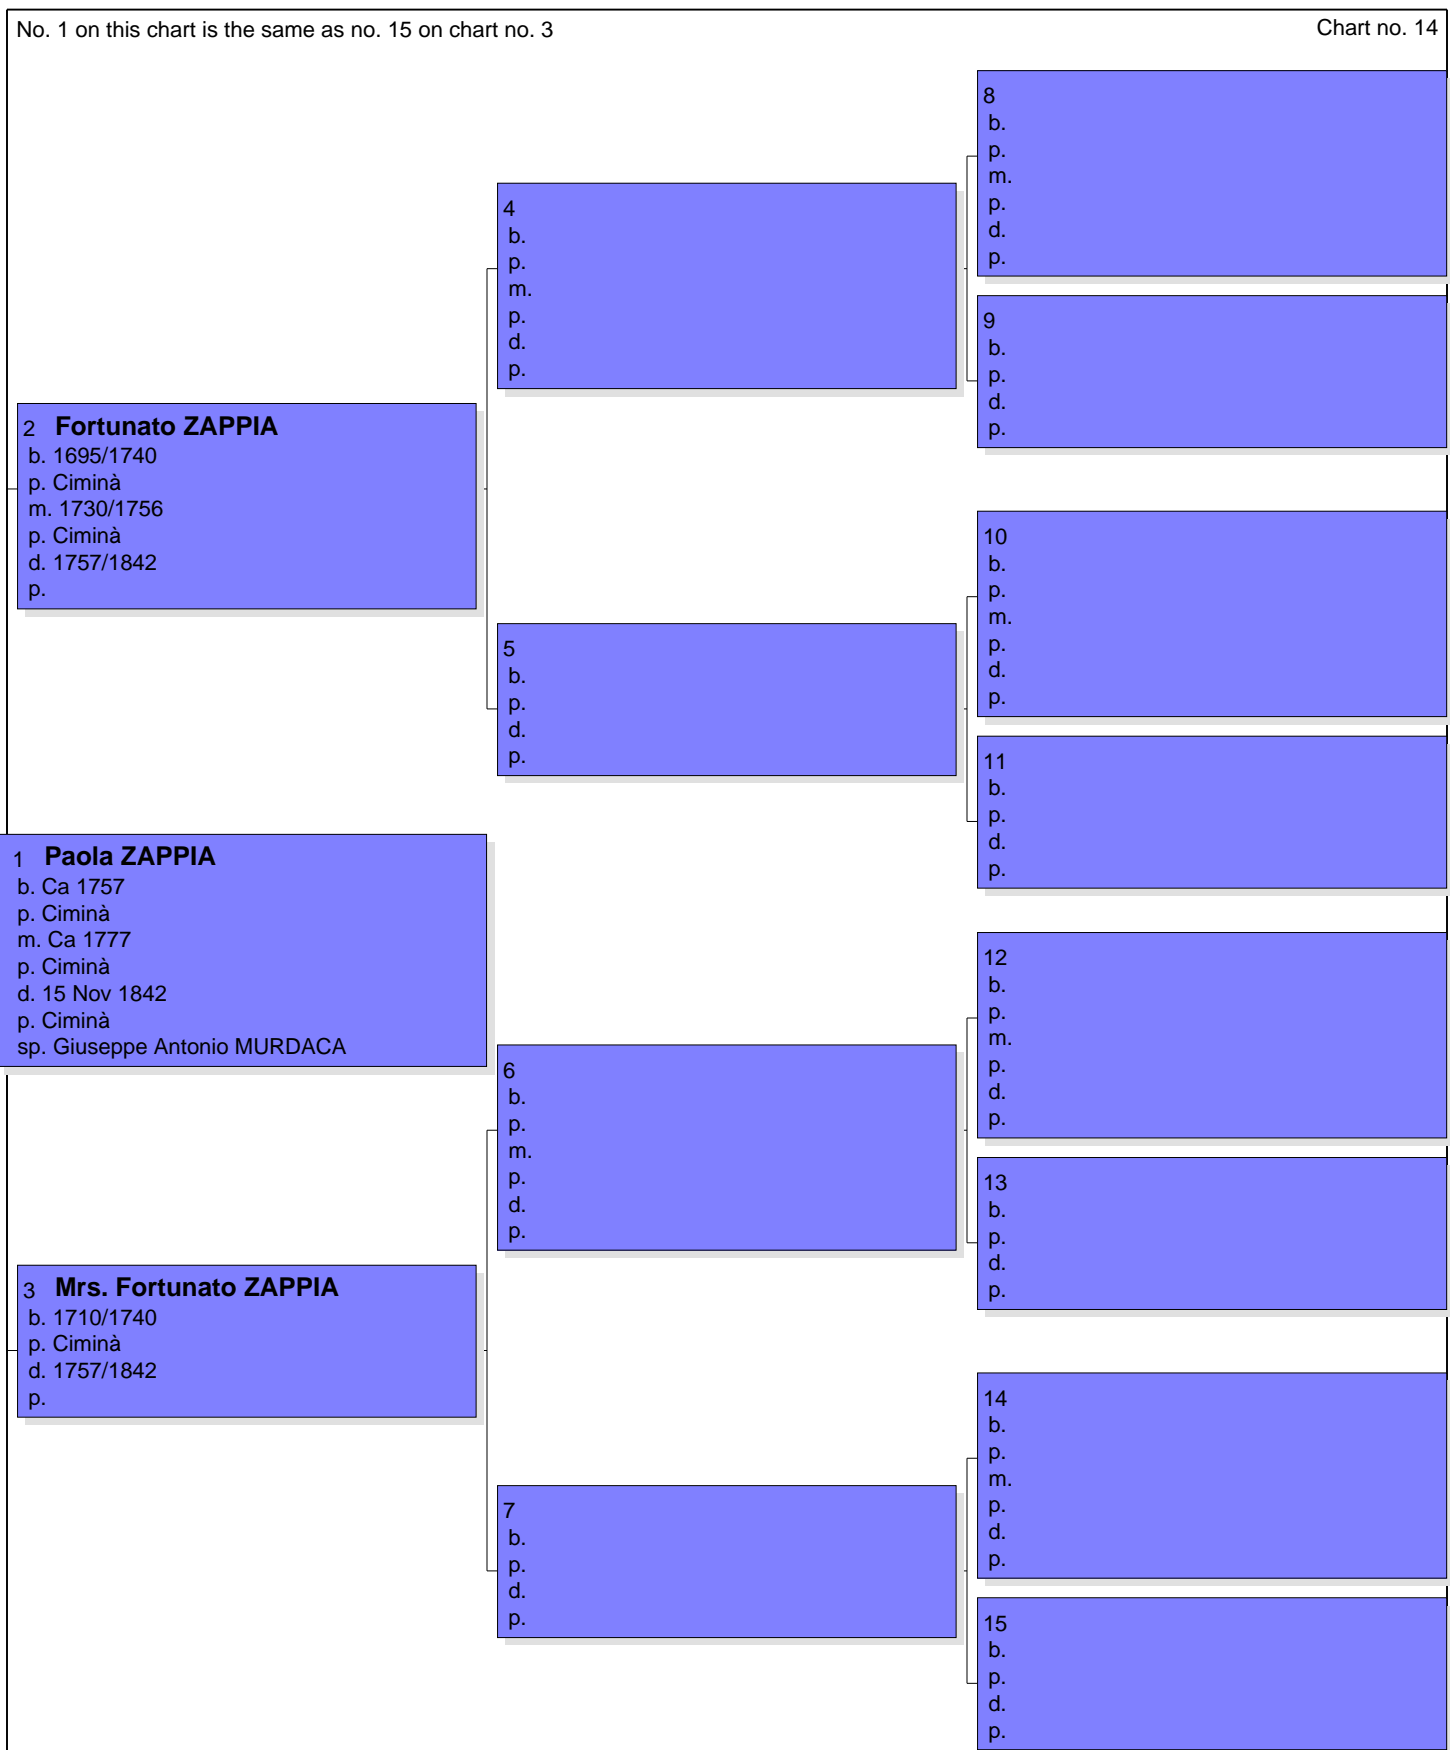 No. 1 on this chart is the same as no. 15 on chart no. 3
Chart no. 14
8
b.
p.
m.
p.
d.
p.
4
b.
p.
m.
p.
d.
p.
9
b.
p.
d.
p.
2 Fortunato ZAPPIA
b. 1695/1740
p. Ciminà
m. 1730/1756
p. Ciminà
d. 1757/1842
p.
10
b.
p.
m.
p.
d.
p.
5
b.
p.
d.
p.
11
b.
p.
d.
p.
1 Paola ZAPPIA
b. Ca 1757
p. Ciminà
m. Ca 1777
p. Ciminà
d. 15 Nov 1842
p. Ciminà
sp. Giuseppe Antonio MURDACA
12
b.
p.
m.
p.
d.
p.
6
b.
p.
m.
p.
d.
p.
13
b.
p.
d.
p.
3 Mrs. Fortunato ZAPPIA
b. 1710/1740
p. Ciminà
d. 1757/1842
p.
14
b.
p.
m.
p.
d.
p.
7
b.
p.
d.
p.
15
b.
p.
d.
p.